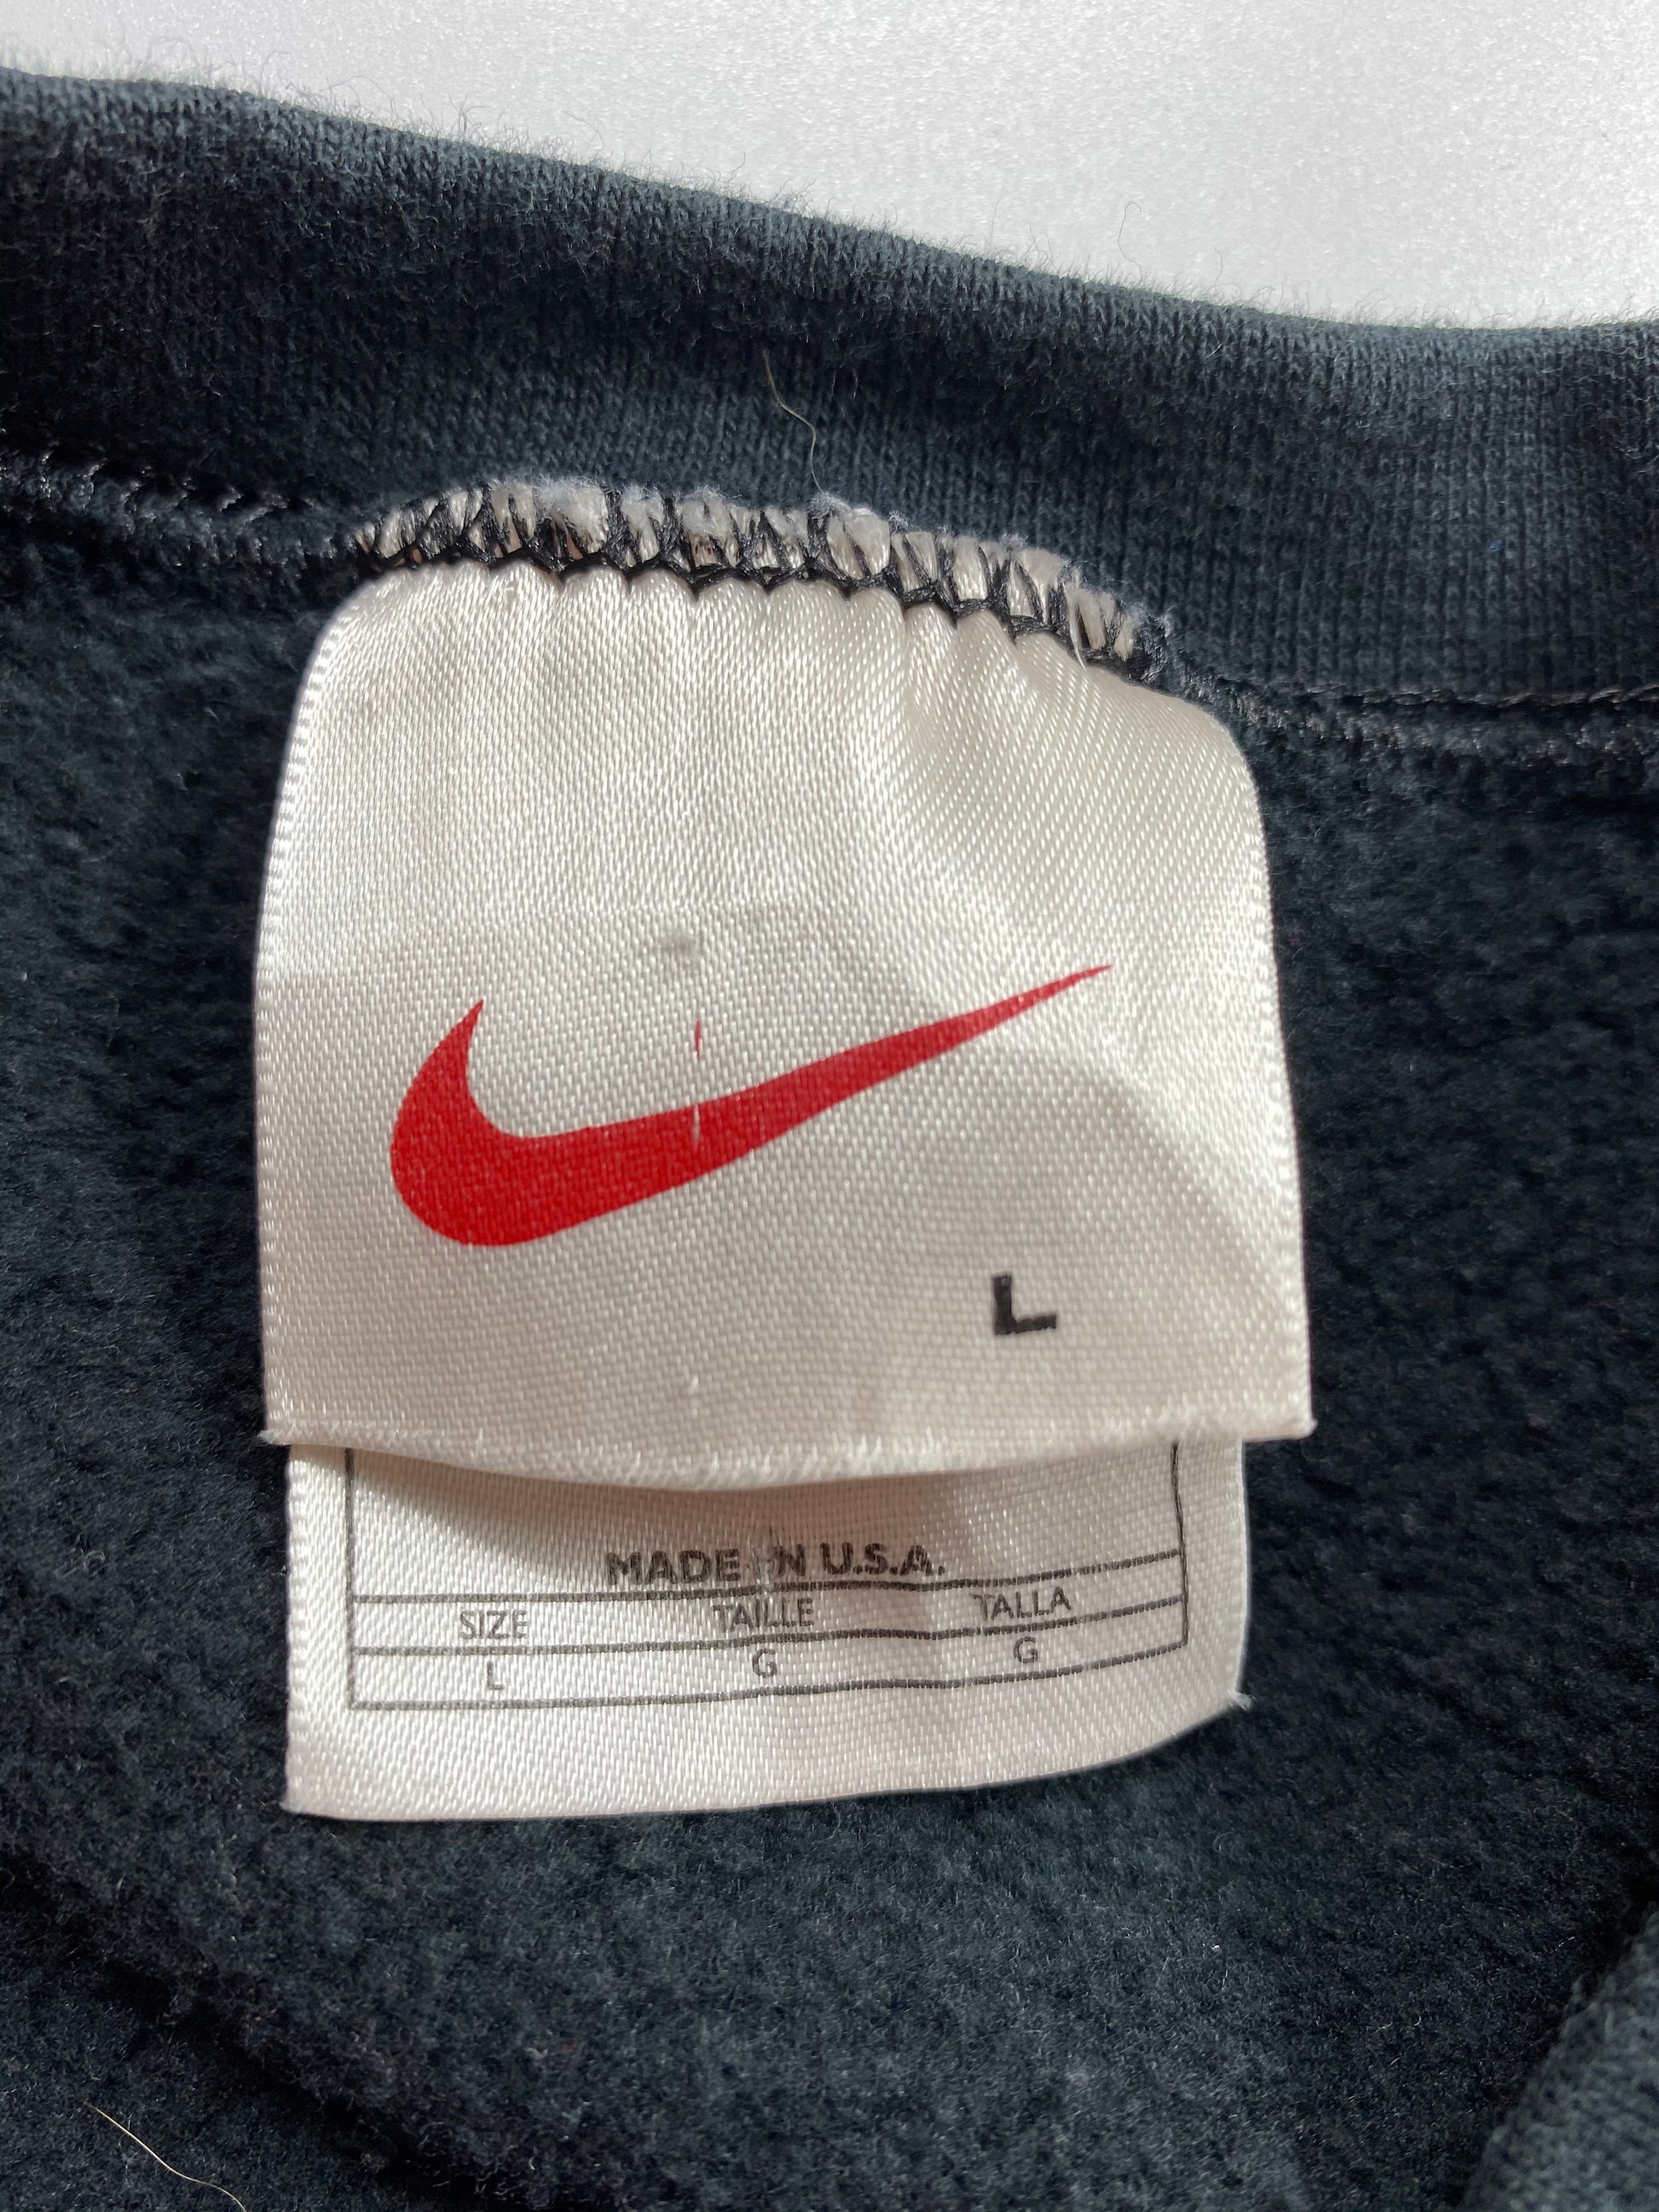 L
MADE IN U.S.A.
SIZE TAILLE TALLA
L G G